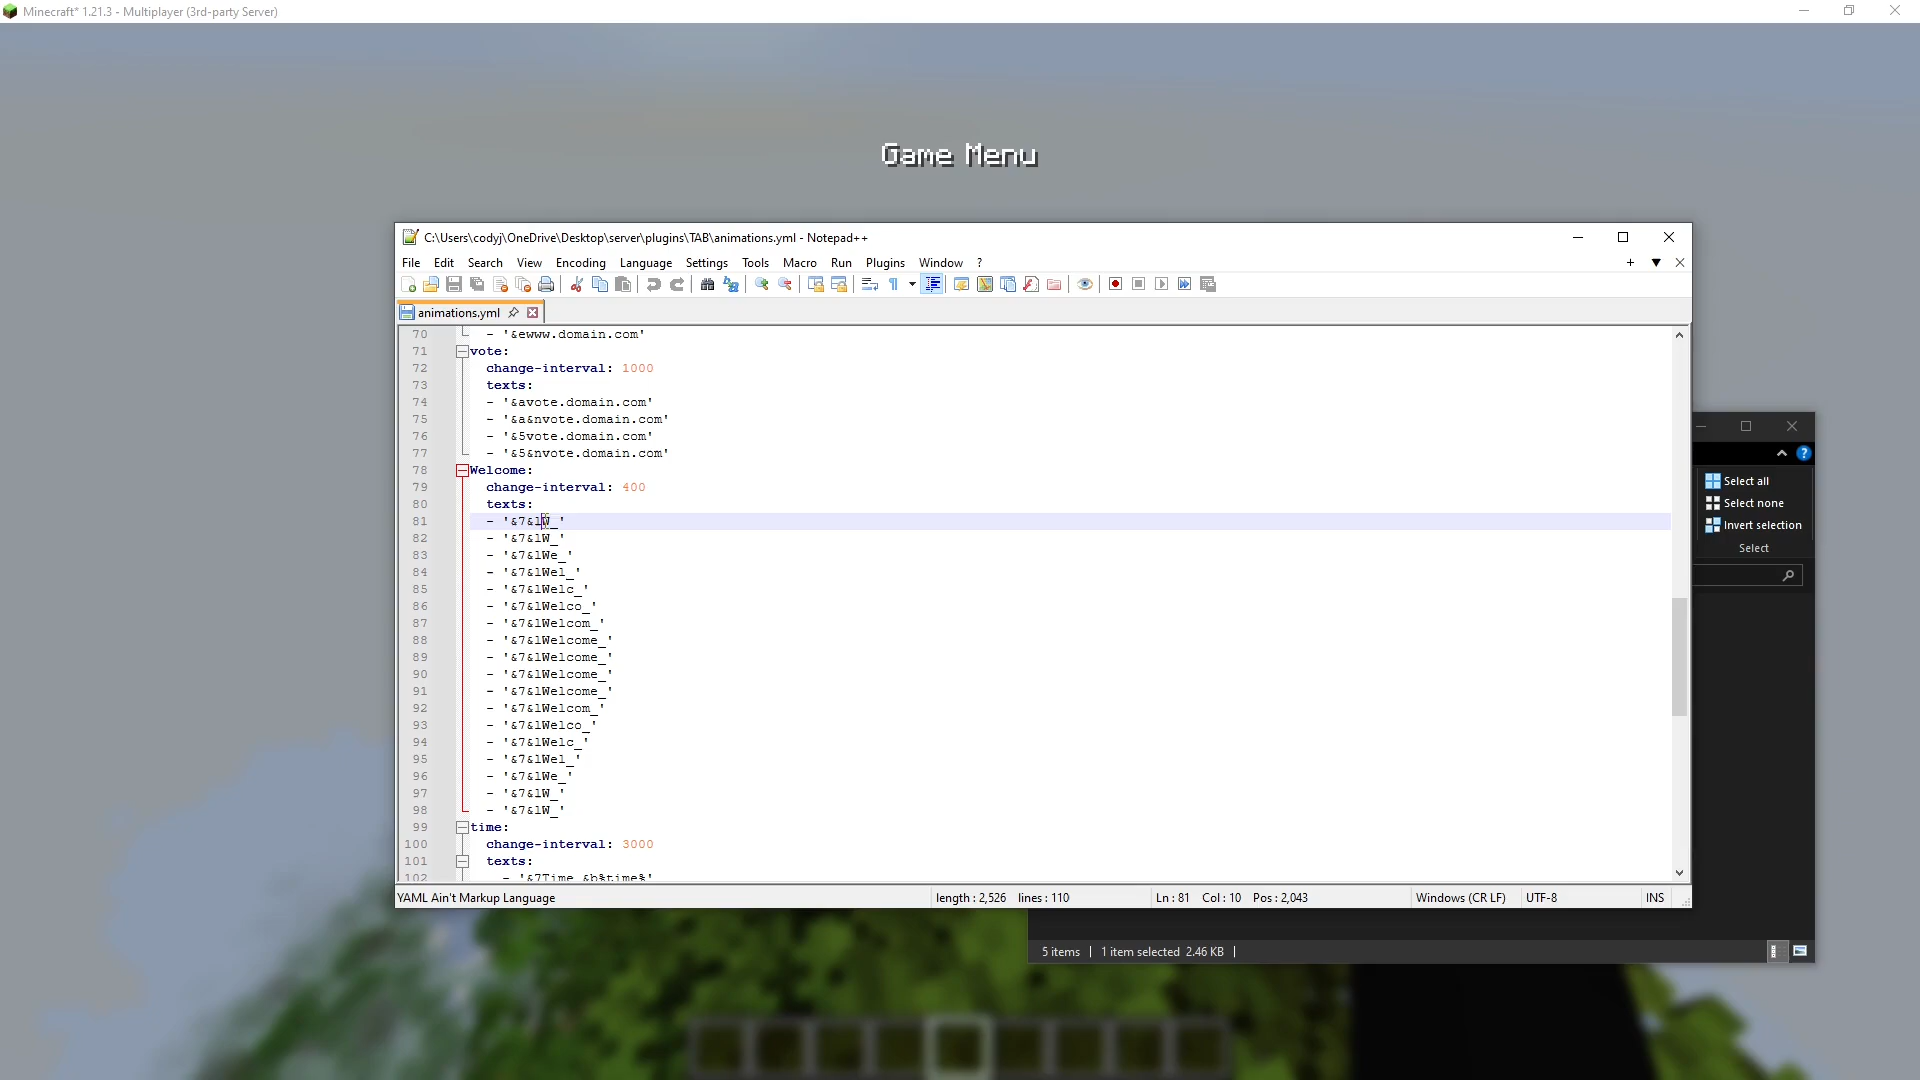 Minecraft* 1.21.3 - Multiplayer (3rd-party Server)
Game Menu
C:\Users\codyj\OneDrive\Desktop\server\plugins\TAB\animations.yml - Notepad++
File Edit Search View Encoding Language Settings Tools Macro Run Plugins Window ?
animations.yml
70 - '&ewww.domain.com'
71 vote:
72 change-interval: 1000
73 texts:
74 - '&avote.domain.com'
75 - '&a&nvote.domain.com'
76 - '&5vote.domain.com'
77 - '&5&nvote.domain.com'
78 Welcome:
79 change-interval: 400
80 texts:
81 - '&7&lW_'
82 - '&7&lW_'
83 - '&7&lWe_'
84 - '&7&lWel_'
85 - '&7&lWelc_'
86 - '&7&lWelco_'
87 - '&7&lWelcom_'
88 - '&7&lWelcome_'
89 - '&7&lWelcome_'
90 - '&7&lWelcome_'
91 - '&7&lWelcome_'
92 - '&7&lWelcom_'
93 - '&7&lWelco_'
94 - '&7&lWelc_'
95 - '&7&lWel_'
96 - '&7&lWe_'
97 - '&7&lW_'
98 - '&7&lW_'
99 time:
100 change-interval: 3000
101 texts:
102 - '&7Time &b%time%'
YAML Ain't Markup Language length : 2,526 lines : 110 Ln : 81 Col : 10 Pos : 2,043 Windows (CR LF) UTF-8 INS
Select all
Select none
Invert selection
Select
5 items 1 item selected 2.46 KB